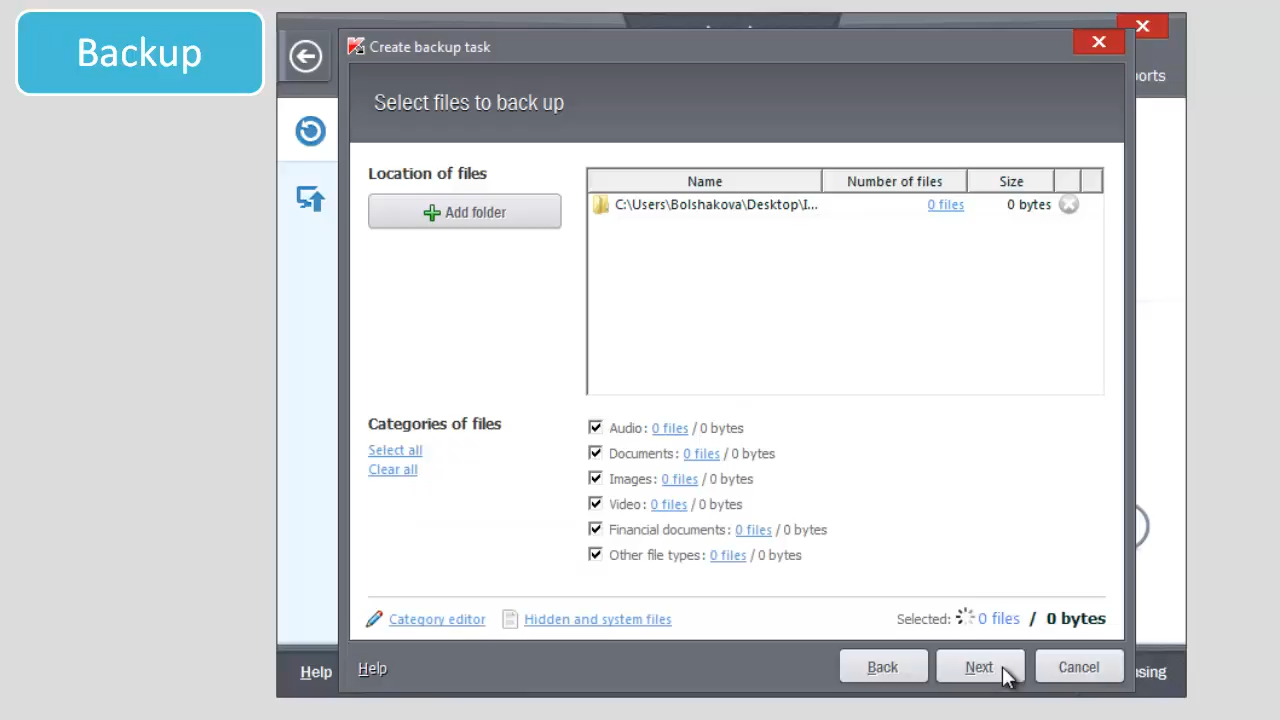 Backup
Create backup task
orts
Select files to back up
Location of files
Add folder
Name Number of files Size
C:\Users\Bolshakova\Desktop\I... 0 files 0 bytes
Categories of files
Select all
Clear all
Audio: 0 files / 0 bytes
Documents: 0 files / 0 bytes
Images: 0 files / 0 bytes
Video: 0 files / 0 bytes
Financial documents: 0 files / 0 bytes
Other file types: 0 files / 0 bytes
Category editor Hidden and system files Selected: 0 files / 0 bytes
Help Help Back Next Cancel nsing